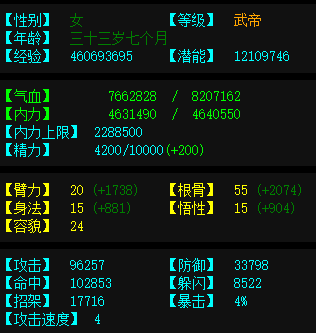 【性别】 女 【等级】 武帝
【年龄】 三十三岁七个月
【经验】 460693695 【潜能】 12109746
【气血】 7662828 / 8207162
【内力】 4631490 / 4640550
【内力上限】 2288500
【精力】 4200/10000(+200)
【臂力】 20 (+1738) 【根骨】 55 (+2074)
【身法】 15 (+881) 【悟性】 15 (+904)
【容貌】 24
【攻击】 96257 【防御】 33798
【命中】 102853 【躲闪】 8522
【招架】 17716 【暴击】 4%
【攻击速度】 4